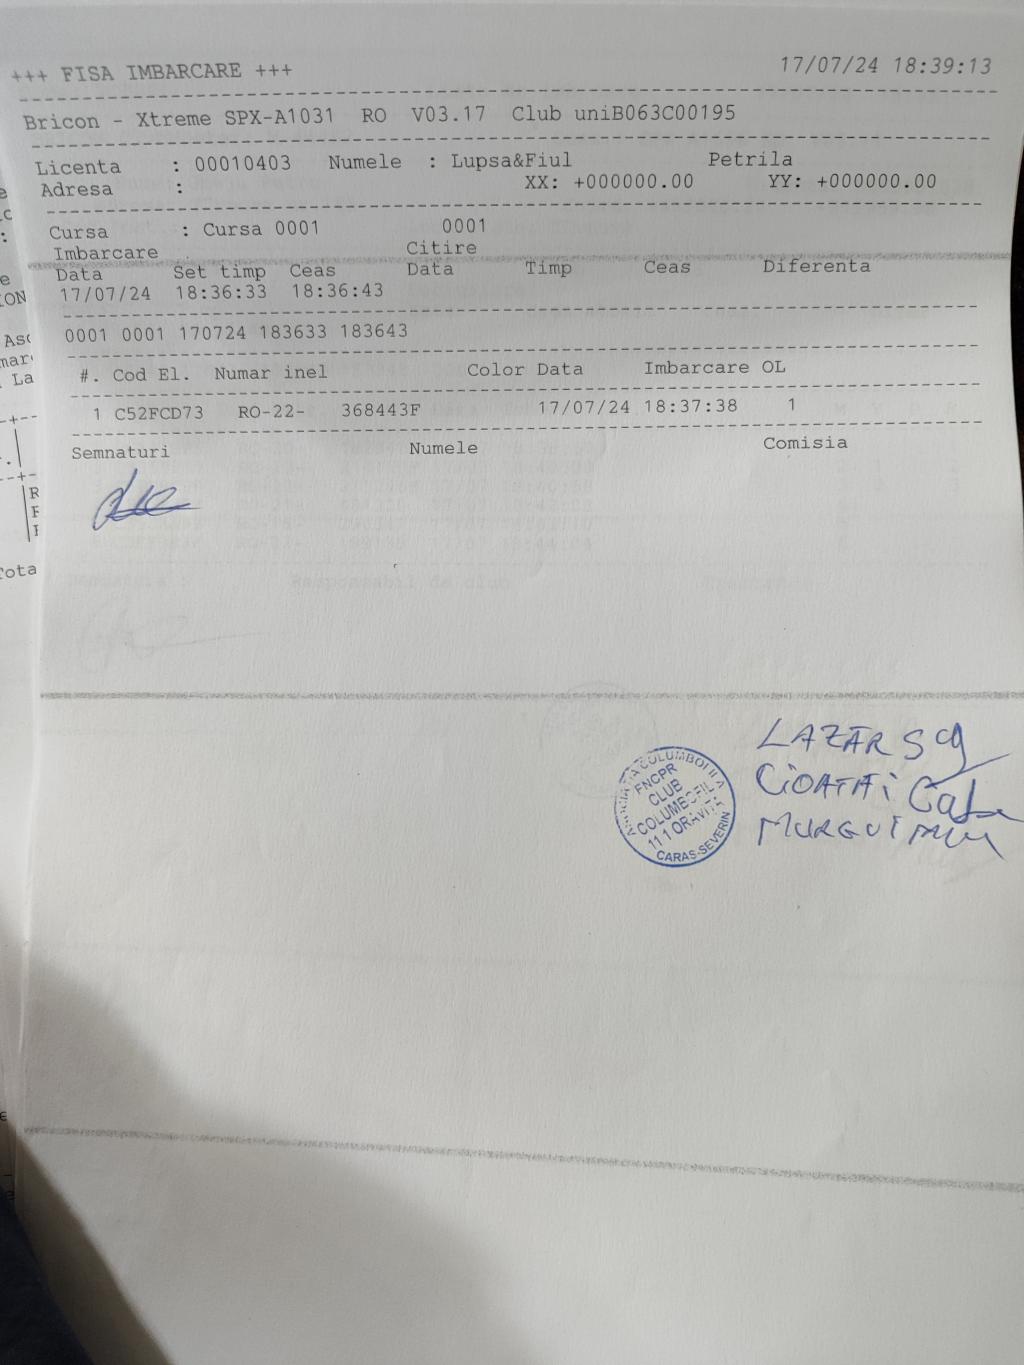 +++ FISA IMBARCARE +++ 17/07/24 18:39:13
Bricon - Xtreme SPX-A1031 RO V03.17 Club uniB063C00195
Licenta : 00010403 Numele : Lupsa&Fiul Petrila
Adresa : XX: +000000.00 YY: +000000.00
Cursa : Cursa 0001 0001
Imbarcare Citire
Data Set timp Ceas Data Timp Ceas Diferenta
17/07/24 18:36:33 18:36:43
0001 0001 170724 183633 183643
#. Cod El. Numar inel Color Data Imbarcare OL
1 C52FCD73 RO-22- 368443F 17/07/24 18:37:38 1
Semnaturi Numele Comisia
LAZĂR
CIOATĂ
MURGU
ASOCIATIA COLUMBOFILA
FNCPR
CLUB
COLUMBOFIL
111 ORAVITA
CARAS-SEVERIN